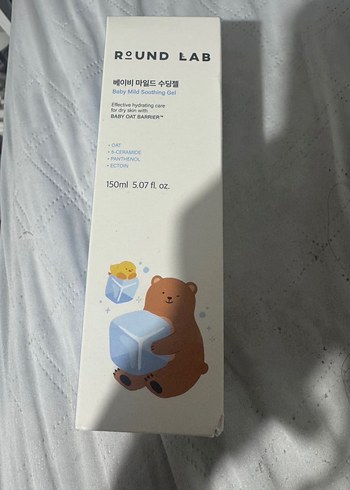 ROUND LAB
베이비 마일드 수딩젤
Baby Mild Soothing Gel
Effective hydrating care
for dry skin with
BABY OAT BARRIER™
+ OAT
+ 6-CERAMIDE
+ PANTHENOL
+ ECTOIN
150ml 5.07 fl. oz.